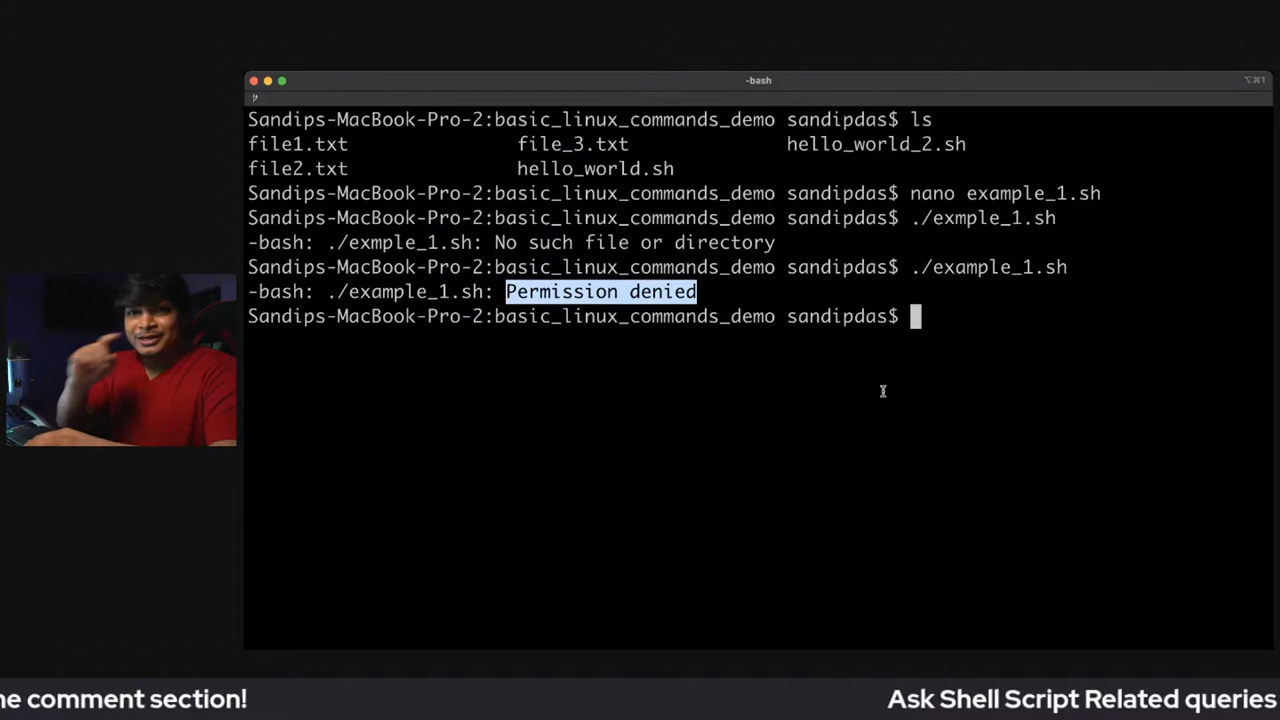 -bash
⌥⌘1
Sandips-MacBook-Pro-2:basic_linux_commands_demo sandipdas$ ls
file1.txt file_3.txt hello_world_2.sh
file2.txt hello_world.sh
Sandips-MacBook-Pro-2:basic_linux_commands_demo sandipdas$ nano example_1.sh
Sandips-MacBook-Pro-2:basic_linux_commands_demo sandipdas$ ./exmple_1.sh
-bash: ./exmple_1.sh: No such file or directory
Sandips-MacBook-Pro-2:basic_linux_commands_demo sandipdas$ ./example_1.sh
-bash: ./example_1.sh: Permission denied
Sandips-MacBook-Pro-2:basic_linux_commands_demo sandipdas$
ne comment section! Ask Shell Script Related queries